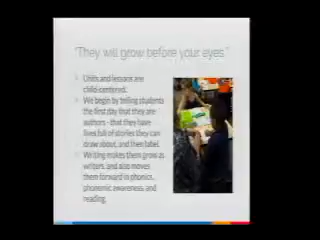 "They will grow before your eyes."
Units and lessons are
child-centered.
We begin by telling students
the first day that they are
authors - that they have
lives full of stories they can
draw about, and then label.
Writing makes them grow as
writers, and also moves
them forward in phonics,
phonemic awareness, and
reading.